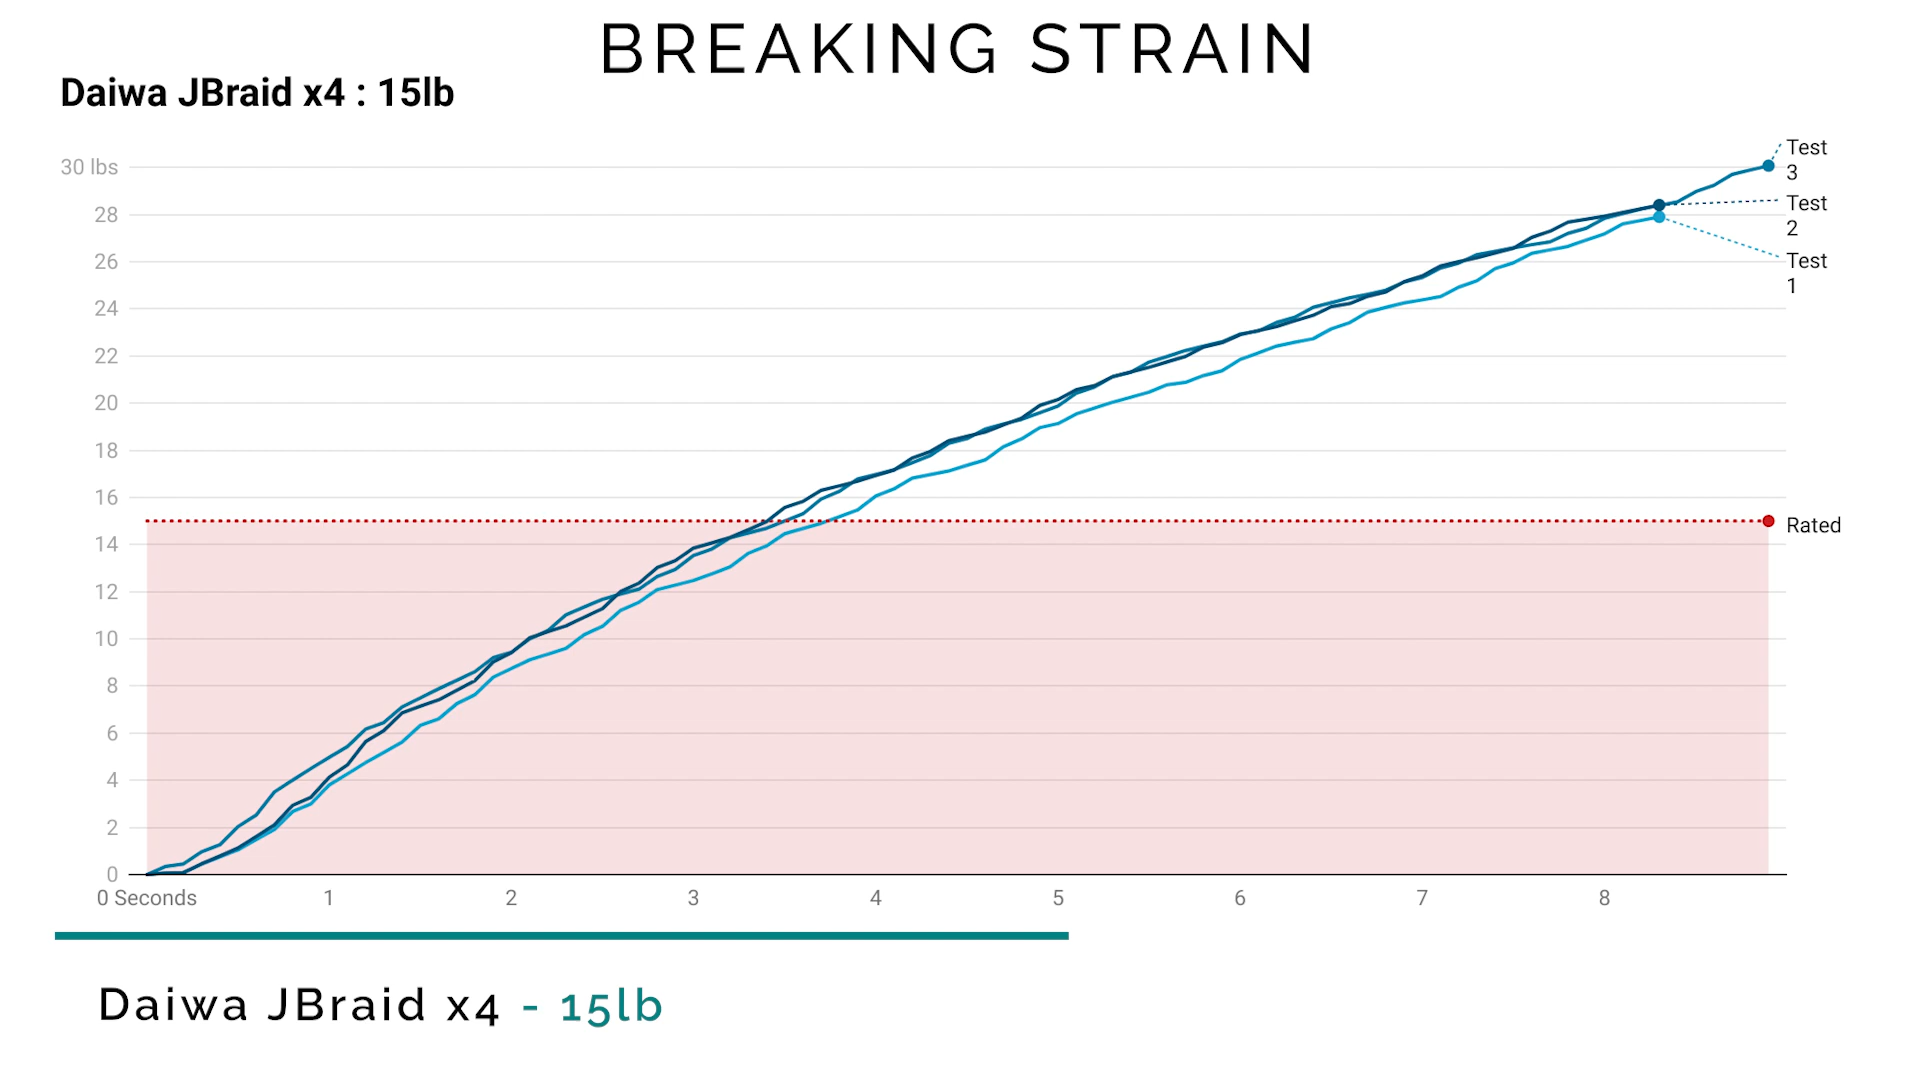 BREAKING STRAIN
Daiwa JBraid x4 : 15lb
30 lbs
28
26
24
22
20
18
16
14
12
10
8
6
4
2
0
0 Seconds
1
2
3
4
5
6
7
8
Test
3
Test
2
Test
1
Rated
Daiwa JBraid x4 - 15lb